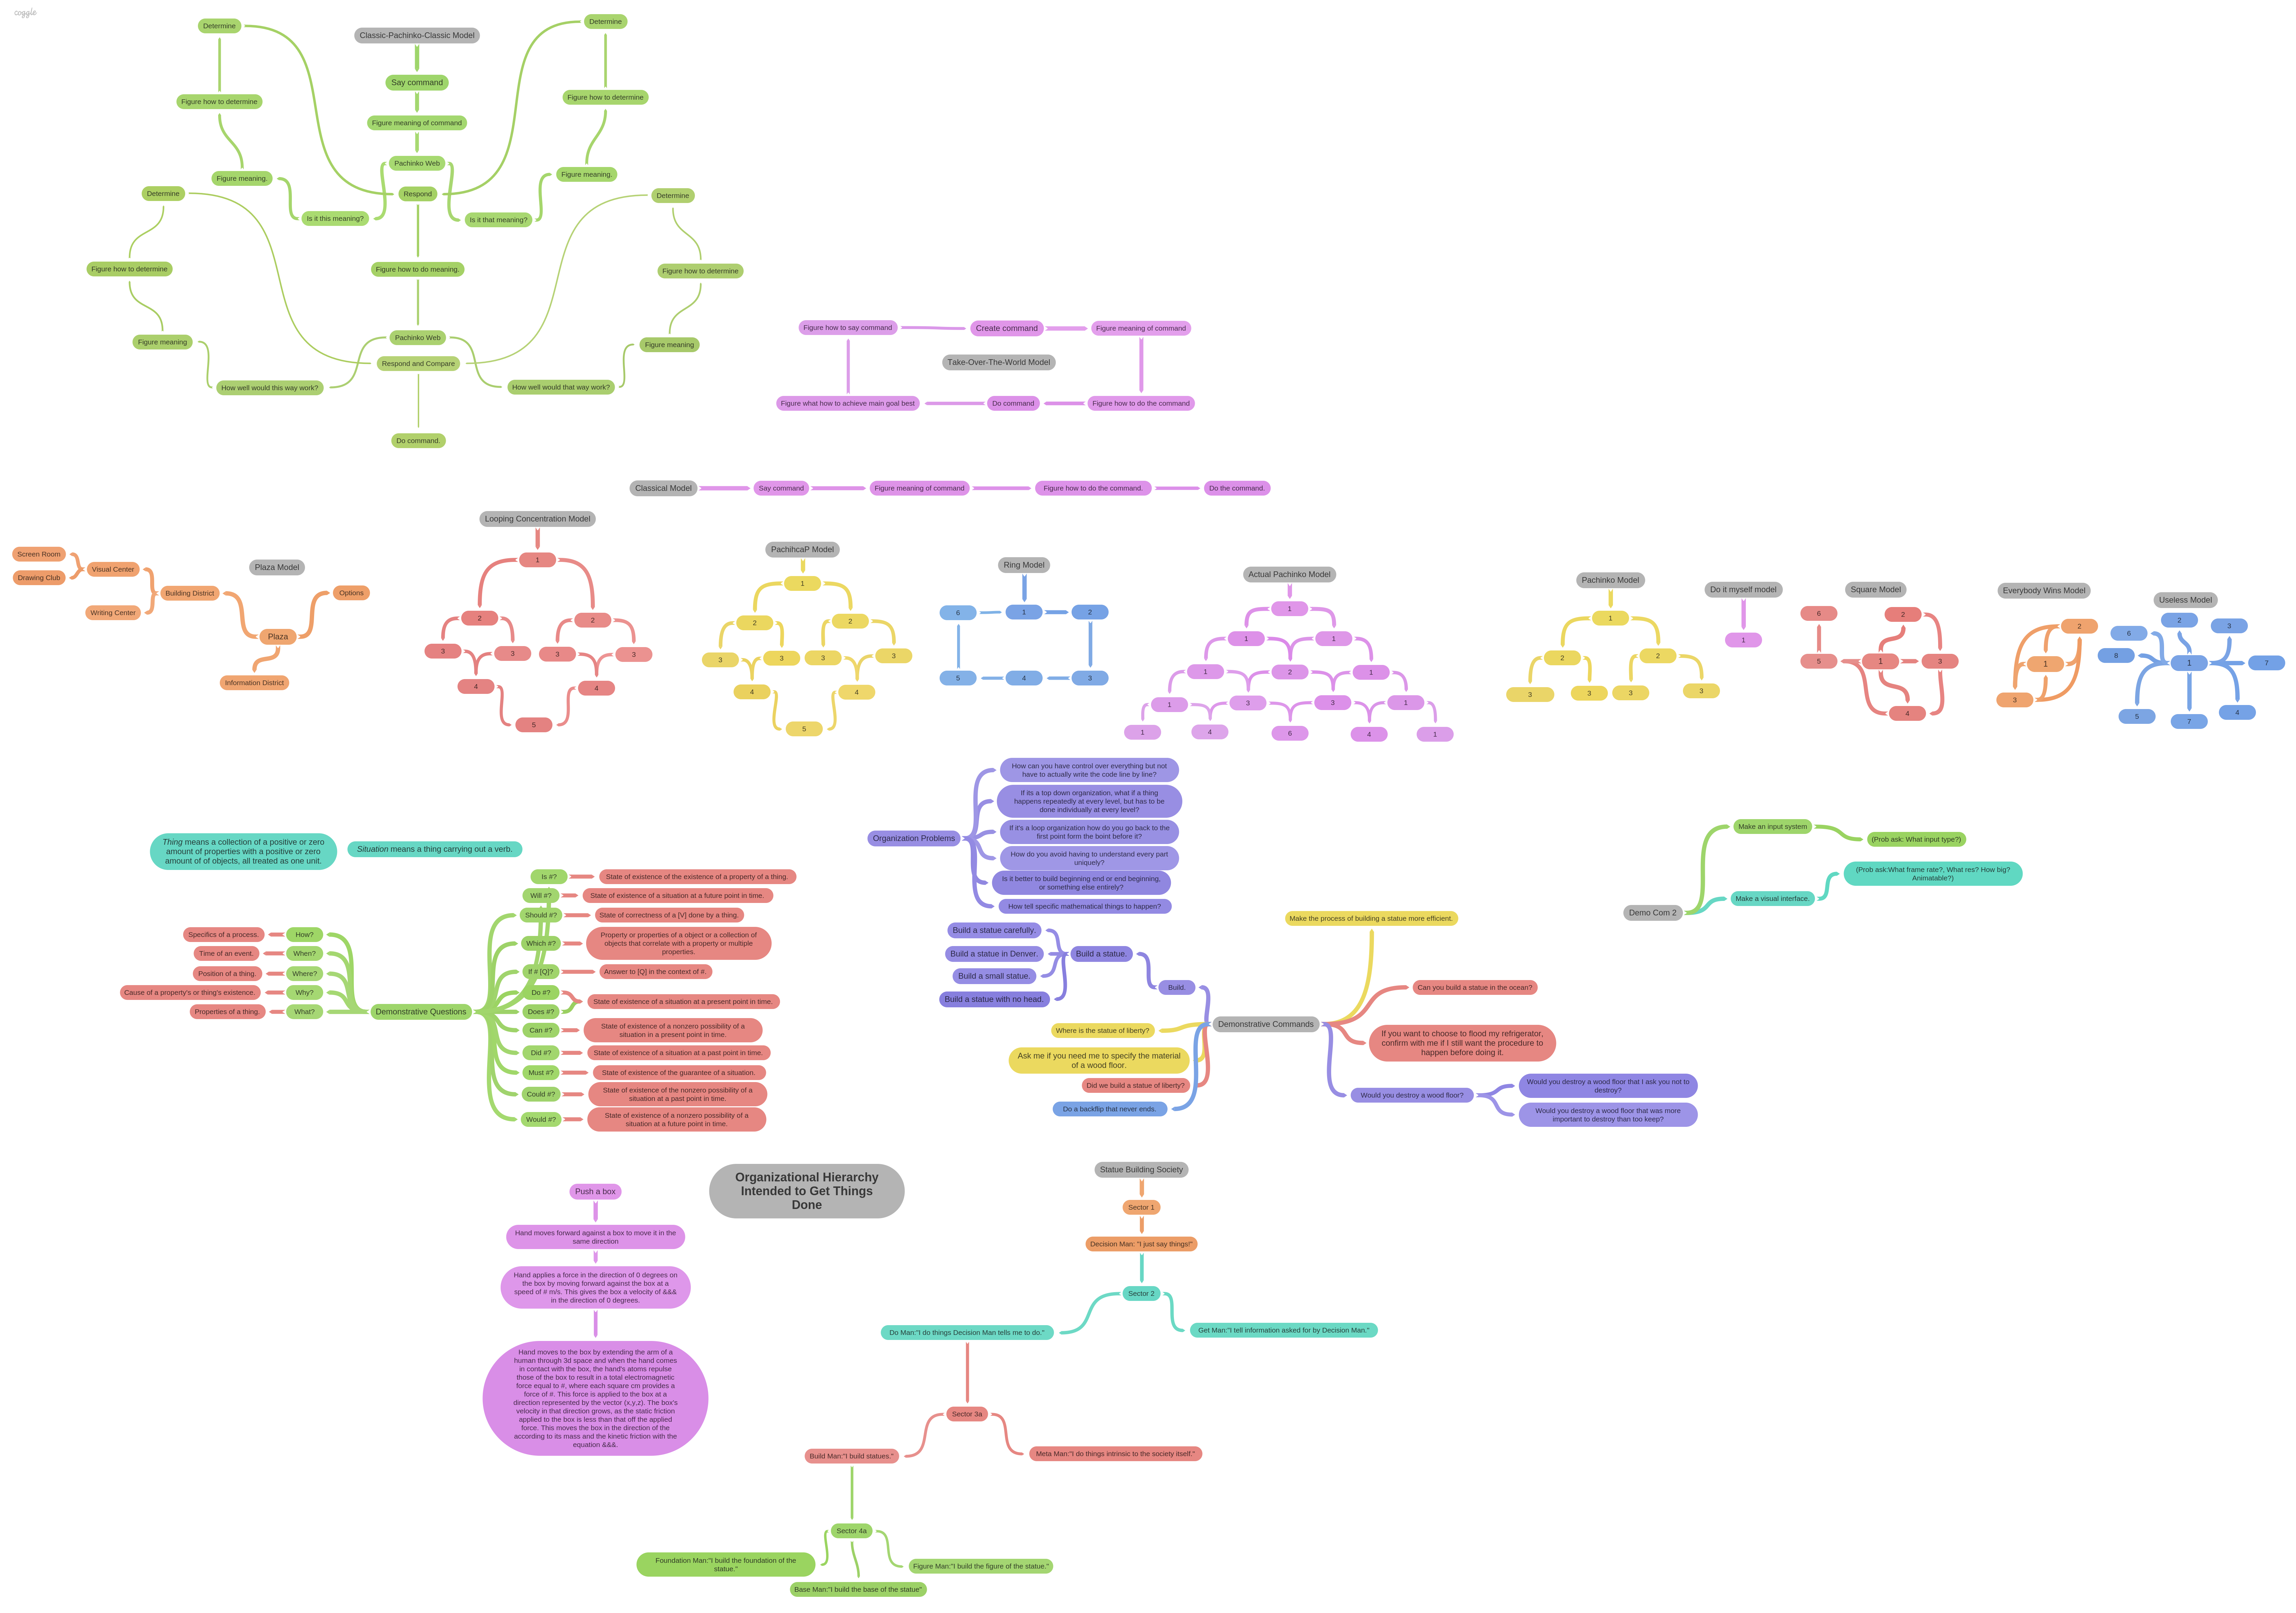 coggle
Determine
Classic-Pachinko-Classic Model
Determine
Say command
Figure how to determine
Figure how to determine
Figure meaning of command
Pachinko Web
Figure meaning.
Figure meaning.
Determine
Respond
Determine
Is it this meaning?
Is it that meaning?
Figure how to determine
Figure how to do meaning.
Figure how to determine
Pachinko Web
Figure meaning
Figure meaning
Respond and Compare
How well would this way work?
How well would that way work?
Do command.
Figure how to say command
Create command
Figure meaning of command
Take-Over-The-World Model
Figure what how to achieve main goal best
Do command
Figure how to do the command
Classical Model
Say command
Figure meaning of command
Figure how to do the command.
Do the command.
Screen Room
Drawing Club
Visual Center
Writing Center
Plaza Model
Building District
Options
Plaza
Information District
Looping Concentration Model
1
2
2
3
3
3
3
4
4
5
PachihcaP Model
1
2
2
3
3
3
3
4
4
5
Ring Model
6
1
2
5
4
3
Actual Pachinko Model
1
1
1
1
2
1
1
3
3
1
1
4
6
4
1
Pachinko Model
1
2
2
3
3
3
3
Do it myself model
1
Square Model
6
2
5
1
3
4
Everybody Wins Model
2
1
3
Useless Model
2
3
6
8
1
7
5
7
4
Thing means a collection of a positive or zero
amount of properties with a positive or zero
amount of objects, all treated as one unit.
Situation means a thing carrying out a verb.
Is #?
State of existence of the existence of a property of a thing.
Will #?
State of existence of a situation at a future point in time.
Should #?
State of correctness of a [V] done by a thing.
Which #?
Property or properties of a object or a collection of
objects that correlate with a property or multiple
properties.
If # [Q]?
Answer to [Q] in the context of #.
Do #?
Does #?
State of existence of a situation at a present point in time.
Can #?
State of existence of a nonzero possibility of a
situation in a present point in time.
Did #?
State of existence of a situation at a past point in time.
Must #?
State of existence of the guarantee of a situation.
Could #?
State of existence of the nonzero possibility of a
situation at a past point in time.
Would #?
State of existence of a nonzero possibility of a
situation at a future point in time.
Specifics of a process.
How?
Time of an event.
When?
Position of a thing.
Where?
Cause of a property's or thing's existence.
Why?
Properties of a thing.
What?
Demonstrative Questions
Organization Problems
How can you have control over everything but not
have to actually write the code line by line?
If its a top down organization, what if a thing
happens repeatedly at every level, but has to be
done individually at every level?
If it's a loop organization how do you go back to the
first point form the boint before it?
How do you avoid having to understand every part
uniquely?
Is it better to build beginning end or end beginning,
or something else entirely?
How tell specific mathematical things to happen?
Build a statue carefully.
Build a statue in Denver.
Build a small statue.
Build a statue with no head.
Build a statue.
Build.
Where is the statue of liberty?
Ask me if you need me to specify the material
of a wood floor.
Did we build a statue of liberty?
Do a backflip that never ends.
Demonstrative Commands
Make the process of building a statue more efficient.
Can you build a statue in the ocean?
If you want to choose to flood my refrigerator,
confirm with me if I still want the procedure to
happen before doing it.
Would you destroy a wood floor?
Would you destroy a wood floor that I ask you not to
destroy?
Would you destroy a wood floor that was more
important to destroy than too keep?
Demo Com 2
Make an input system
(Prob ask: What input type?)
Make a visual interface.
(Prob ask:What frame rate?, What res? How big?
Animatable?)
Organizational Hierarchy
Intended to Get Things
Done
Push a box
Hand moves forward against a box to move it in the
same direction
Hand applies a force in the direction of 0 degrees on
the box by moving forward against the box at a
speed of # m/s. This gives the box a velocity of &&&
in the direction of 0 degrees.
Hand moves to the box by extending the arm of a
human through 3d space and when the hand comes
in contact with the box, the hand's atoms repulse
those of the box to result in a total electromagnetic
force equal to #, where each square cm provides a
force of #. This force is applied to the box at a
direction represented by the vector (x,y,z). The box's
velocity in that direction grows, as the static friction
applied to the box is less than that off the applied
force. This moves the box in the direction of the
according to its mass and the kinetic friction with the
equation &&&.
Statue Building Society
Sector 1
Decision Man: "I just say things!"
Sector 2
Do Man:"I do things Decision Man tells me to do."
Get Man:"I tell information asked for by Decision Man."
Sector 3a
Build Man:"I build statues."
Meta Man:"I do things intrinsic to the society itself."
Sector 4a
Foundation Man:"I build the foundation of the
statue."
Figure Man:"I build the figure of the statue."
Base Man:"I build the base of the statue"